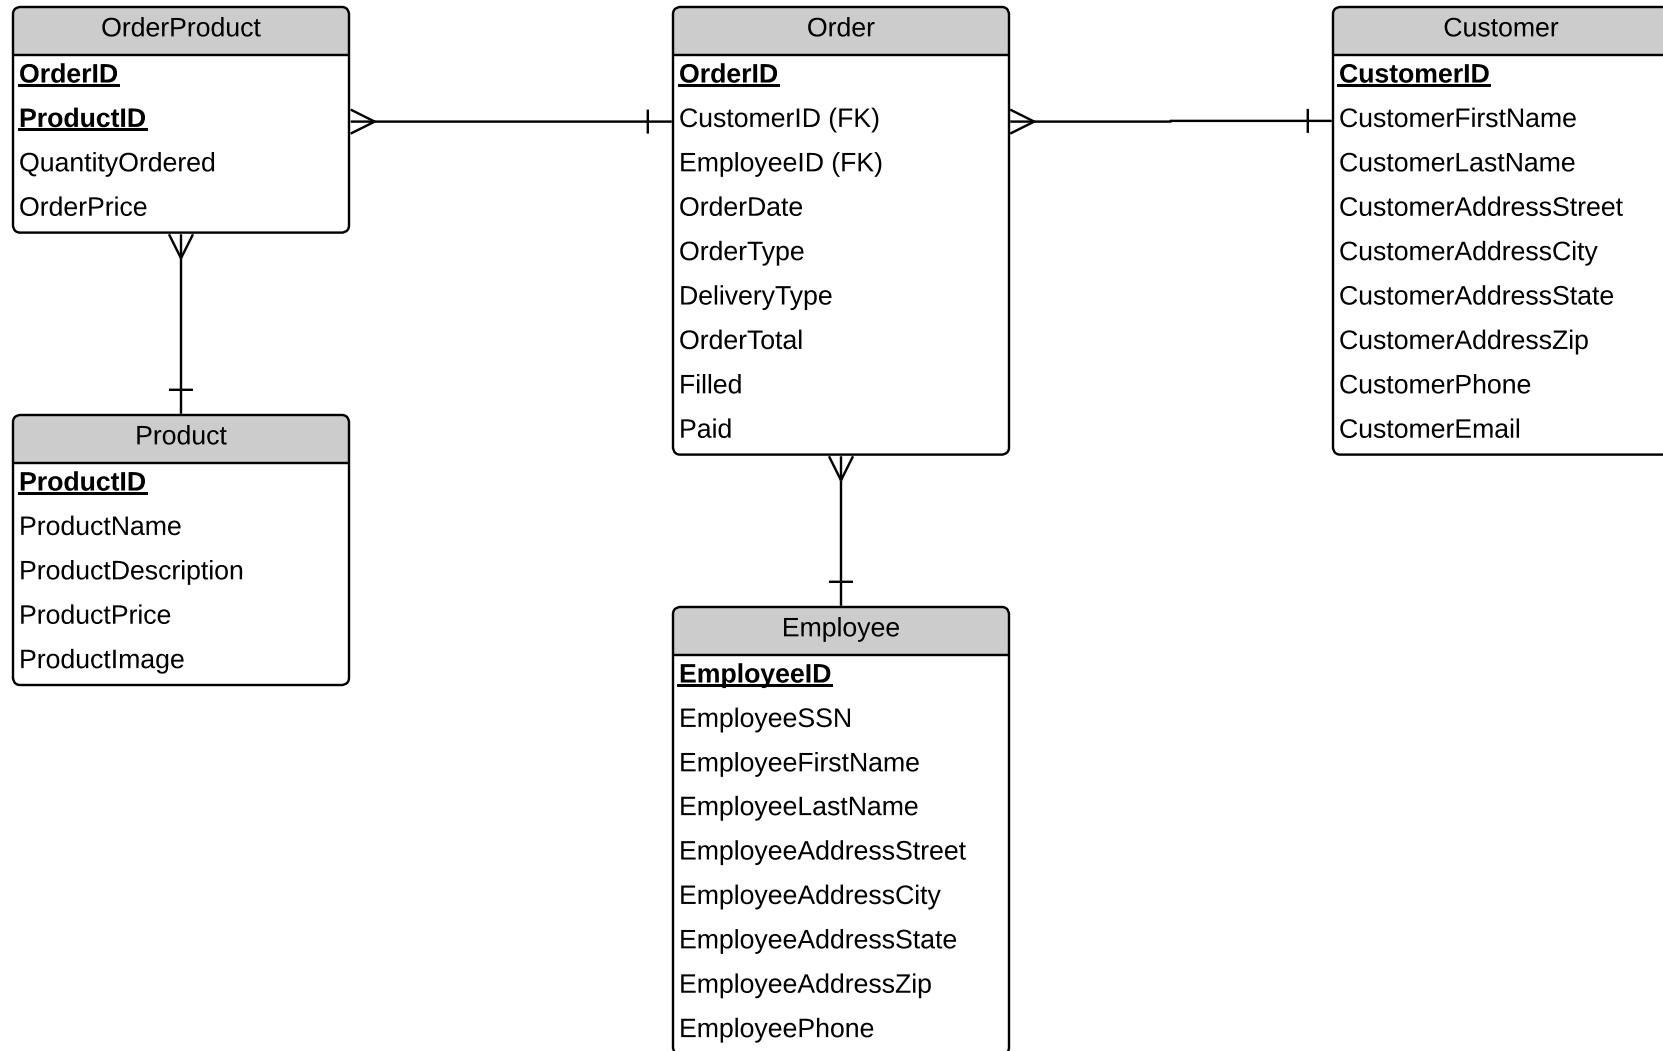 OrderProduct
OrderID
ProductID
QuantityOrdered
OrderPrice
Product
ProductID
ProductName
ProductDescription
ProductPrice
ProductImage
Order
OrderID
CustomerID (FK)
EmployeeID (FK)
OrderDate
OrderType
DeliveryType
OrderTotal
Filled
Paid
Employee
EmployeeID
EmployeeSSN
EmployeeFirstName
EmployeeLastName
EmployeeAddressStreet
EmployeeAddressCity
EmployeeAddressState
EmployeeAddressZip
EmployeePhone
Customer
CustomerID
CustomerFirstName
CustomerLastName
CustomerAddressStreet
CustomerAddressCity
CustomerAddressState
CustomerAddressZip
CustomerPhone
CustomerEmail